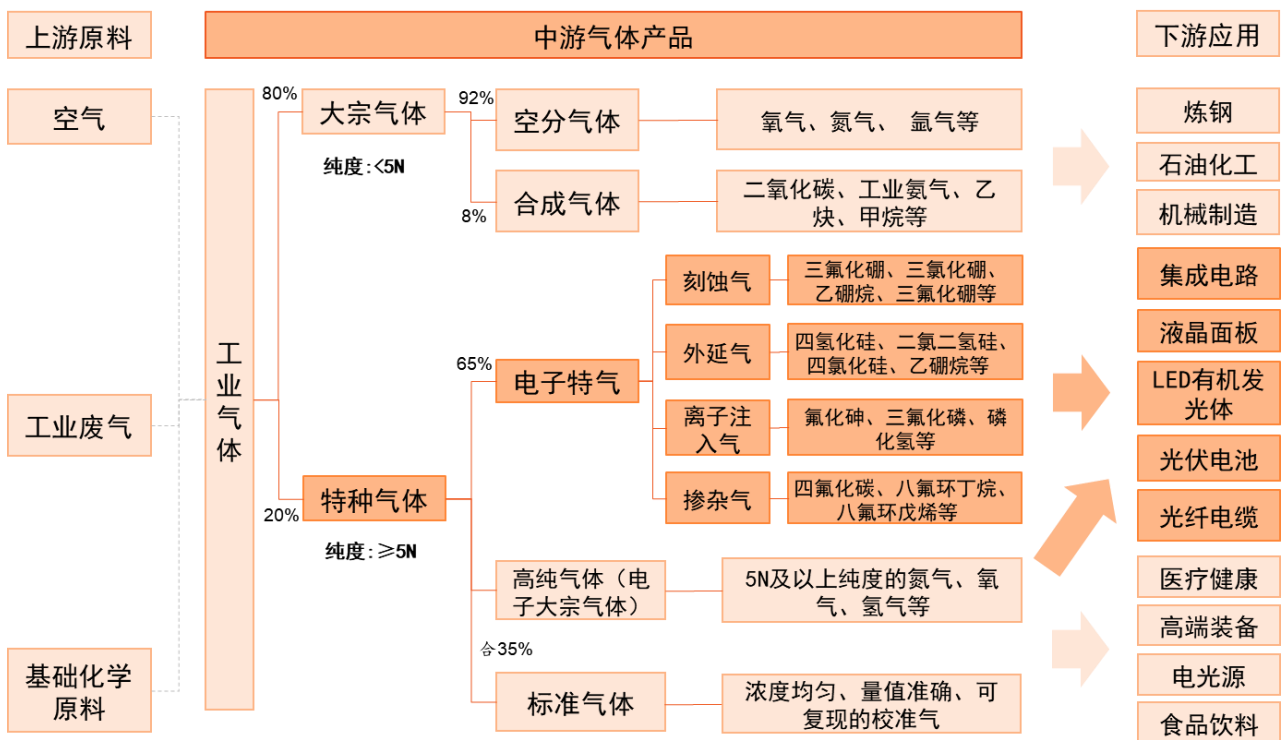 上游原料
中游气体产品
下游应用
空气
工业废气
基础化学
原料
工业气体
80%
大宗气体
纯度:<5N
92%
空分气体
氧气、氮气、 氩气等
8%
合成气体
二氧化碳、工业氨气、乙
炔、甲烷等
20%
特种气体
纯度:≥5N
65%
电子特气
刻蚀气
三氟化硼、三氯化硼、
乙硼烷、三氟化硼等
外延气
四氢化硅、二氯二氢硅、
四氯化硅、乙硼烷等
离子注
入气
氟化砷、三氟化磷、磷
化氢等
掺杂气
四氟化碳、八氟环丁烷、
八氟环戊烯等
高纯气体（电
子大宗气体）
5N及以上纯度的氮气、氧
气、氢气等
合35%
标准气体
浓度均匀、量值准确、可
复现的校准气
炼钢
石油化工
机械制造
集成电路
液晶面板
LED有机发
光体
光伏电池
光纤电缆
医疗健康
高端装备
电光源
食品饮料